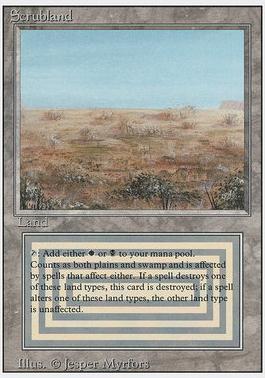 Scrubland
Land
: Add either or to your mana pool.
Counts as both plains and swamp and is affected
by spells that affect either. If a spell destroys one
of these land types, this card is destroyed; if a spell
alters one of these land types, the other land type
is unaffected.
Illus. © Jesper Myrfors